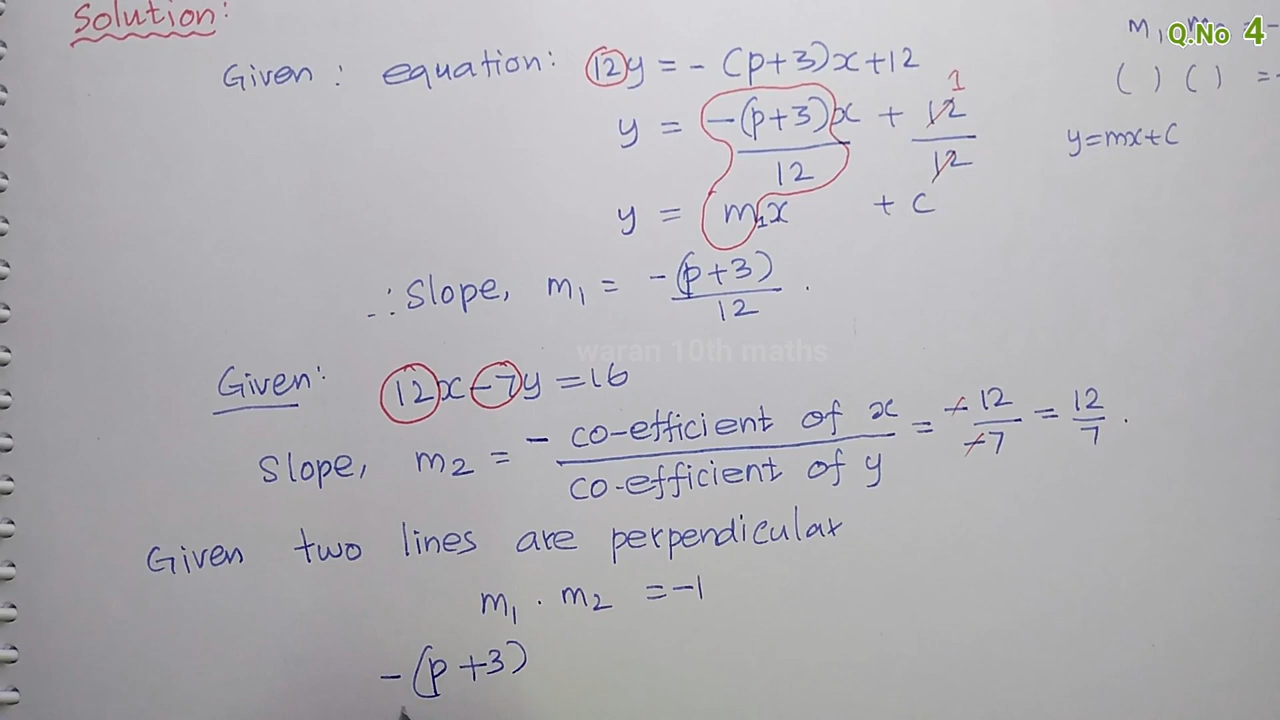 Solution:
m₁ m₂ = -
Q.No 4
Given: equation: 12y = - (p+3)x+12
( ) ( ) = -
y = -(p+3)x/12 + 12/12 1
y=mx+c
y = m₁x + c
∴ Slope, m₁ = -(p+3)/12 .
waran 10th maths
Given: 12x-7y =16
Slope, m₂ = - co-efficient of x / co-efficient of y = -12/-7 = 12/7 .
Given two lines are perpendicular
m₁ . m₂ = -1
-(p+3)